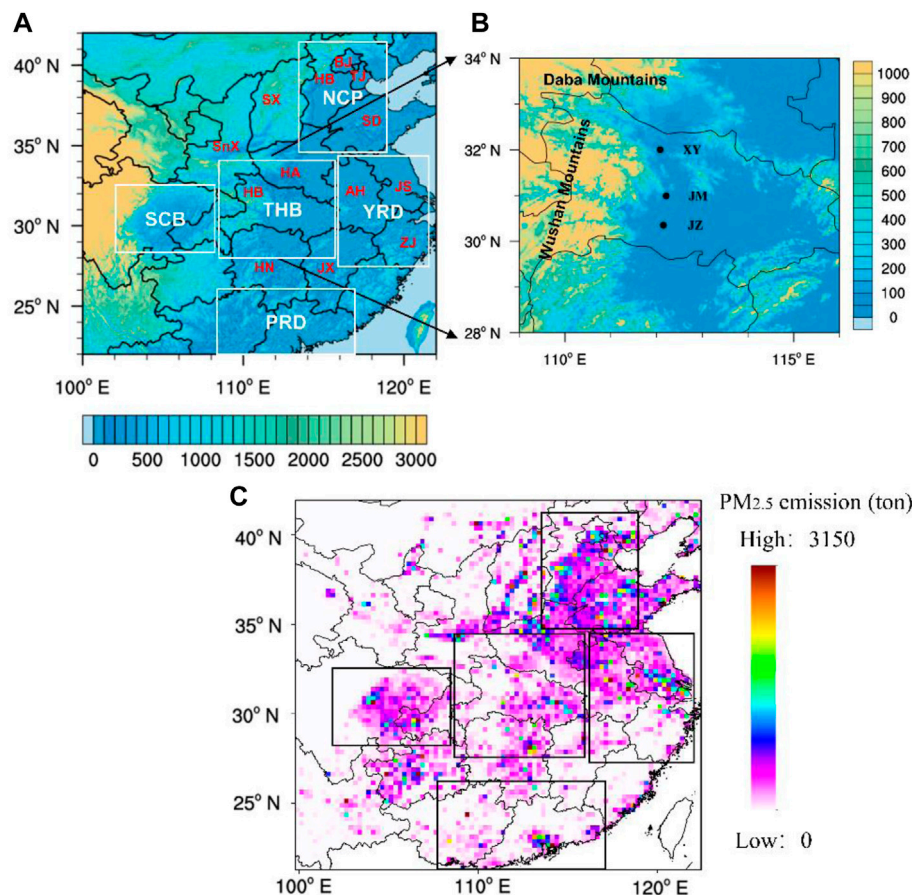 A
40° N
35° N
30° N
25° N
BJ
HB TJ
NCP
SX
SD
SnX
HA
HB
AH
JS
SCB
THB
YRD
ZJ
HN
JX
PRD
100° E
110° E
120° E
0 500 1000 1500 2000 2500 3000
B
34° N
32° N
30° N
28° N
Daba Mountains
Wushan Mountains
XY
JM
JZ
110° E
115° E
1000
900
800
700
600
500
400
300
200
100
0
C
40° N
35° N
30° N
25° N
100° E
110° E
120° E
PM2.5 emission (ton)
High: 3150
Low: 0